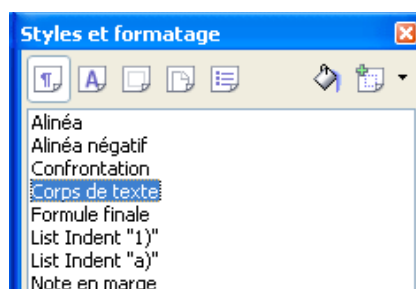 Styles et formatage
Alinéa
Alinéa négatif
Confrontation
Corps de texte
Formule finale
List Indent "1)"
List Indent "a)"
Note en marge